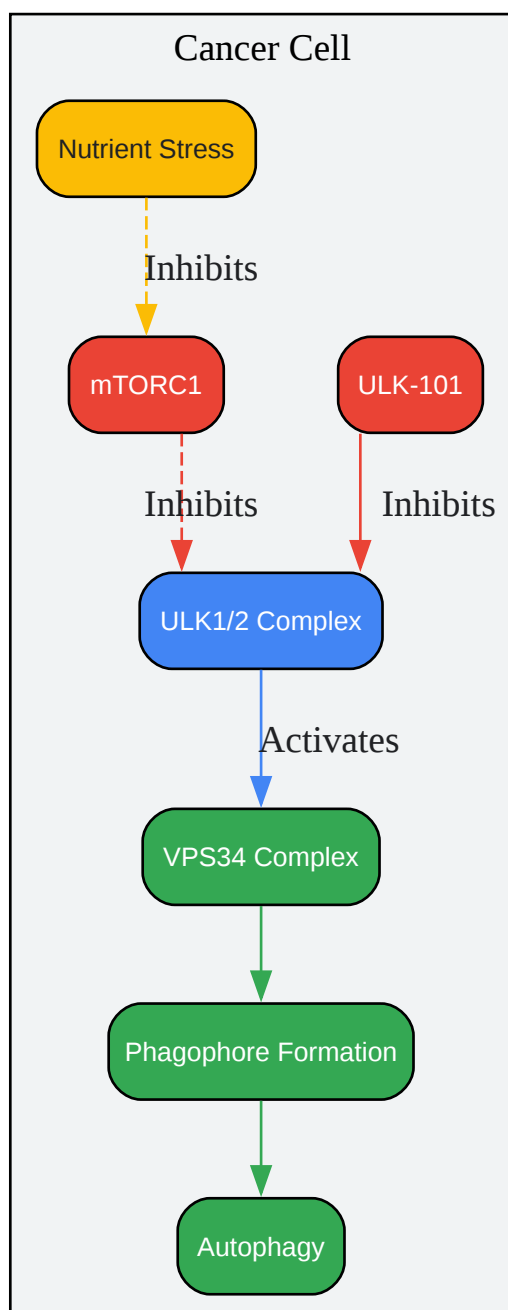 Cancer Cell
Nutrient Stress
Inhibits
mTORC1
ULK-101
Inhibits
Inhibits
ULK1/2 Complex
Activates
VPS34 Complex
Phagophore Formation
Autophagy